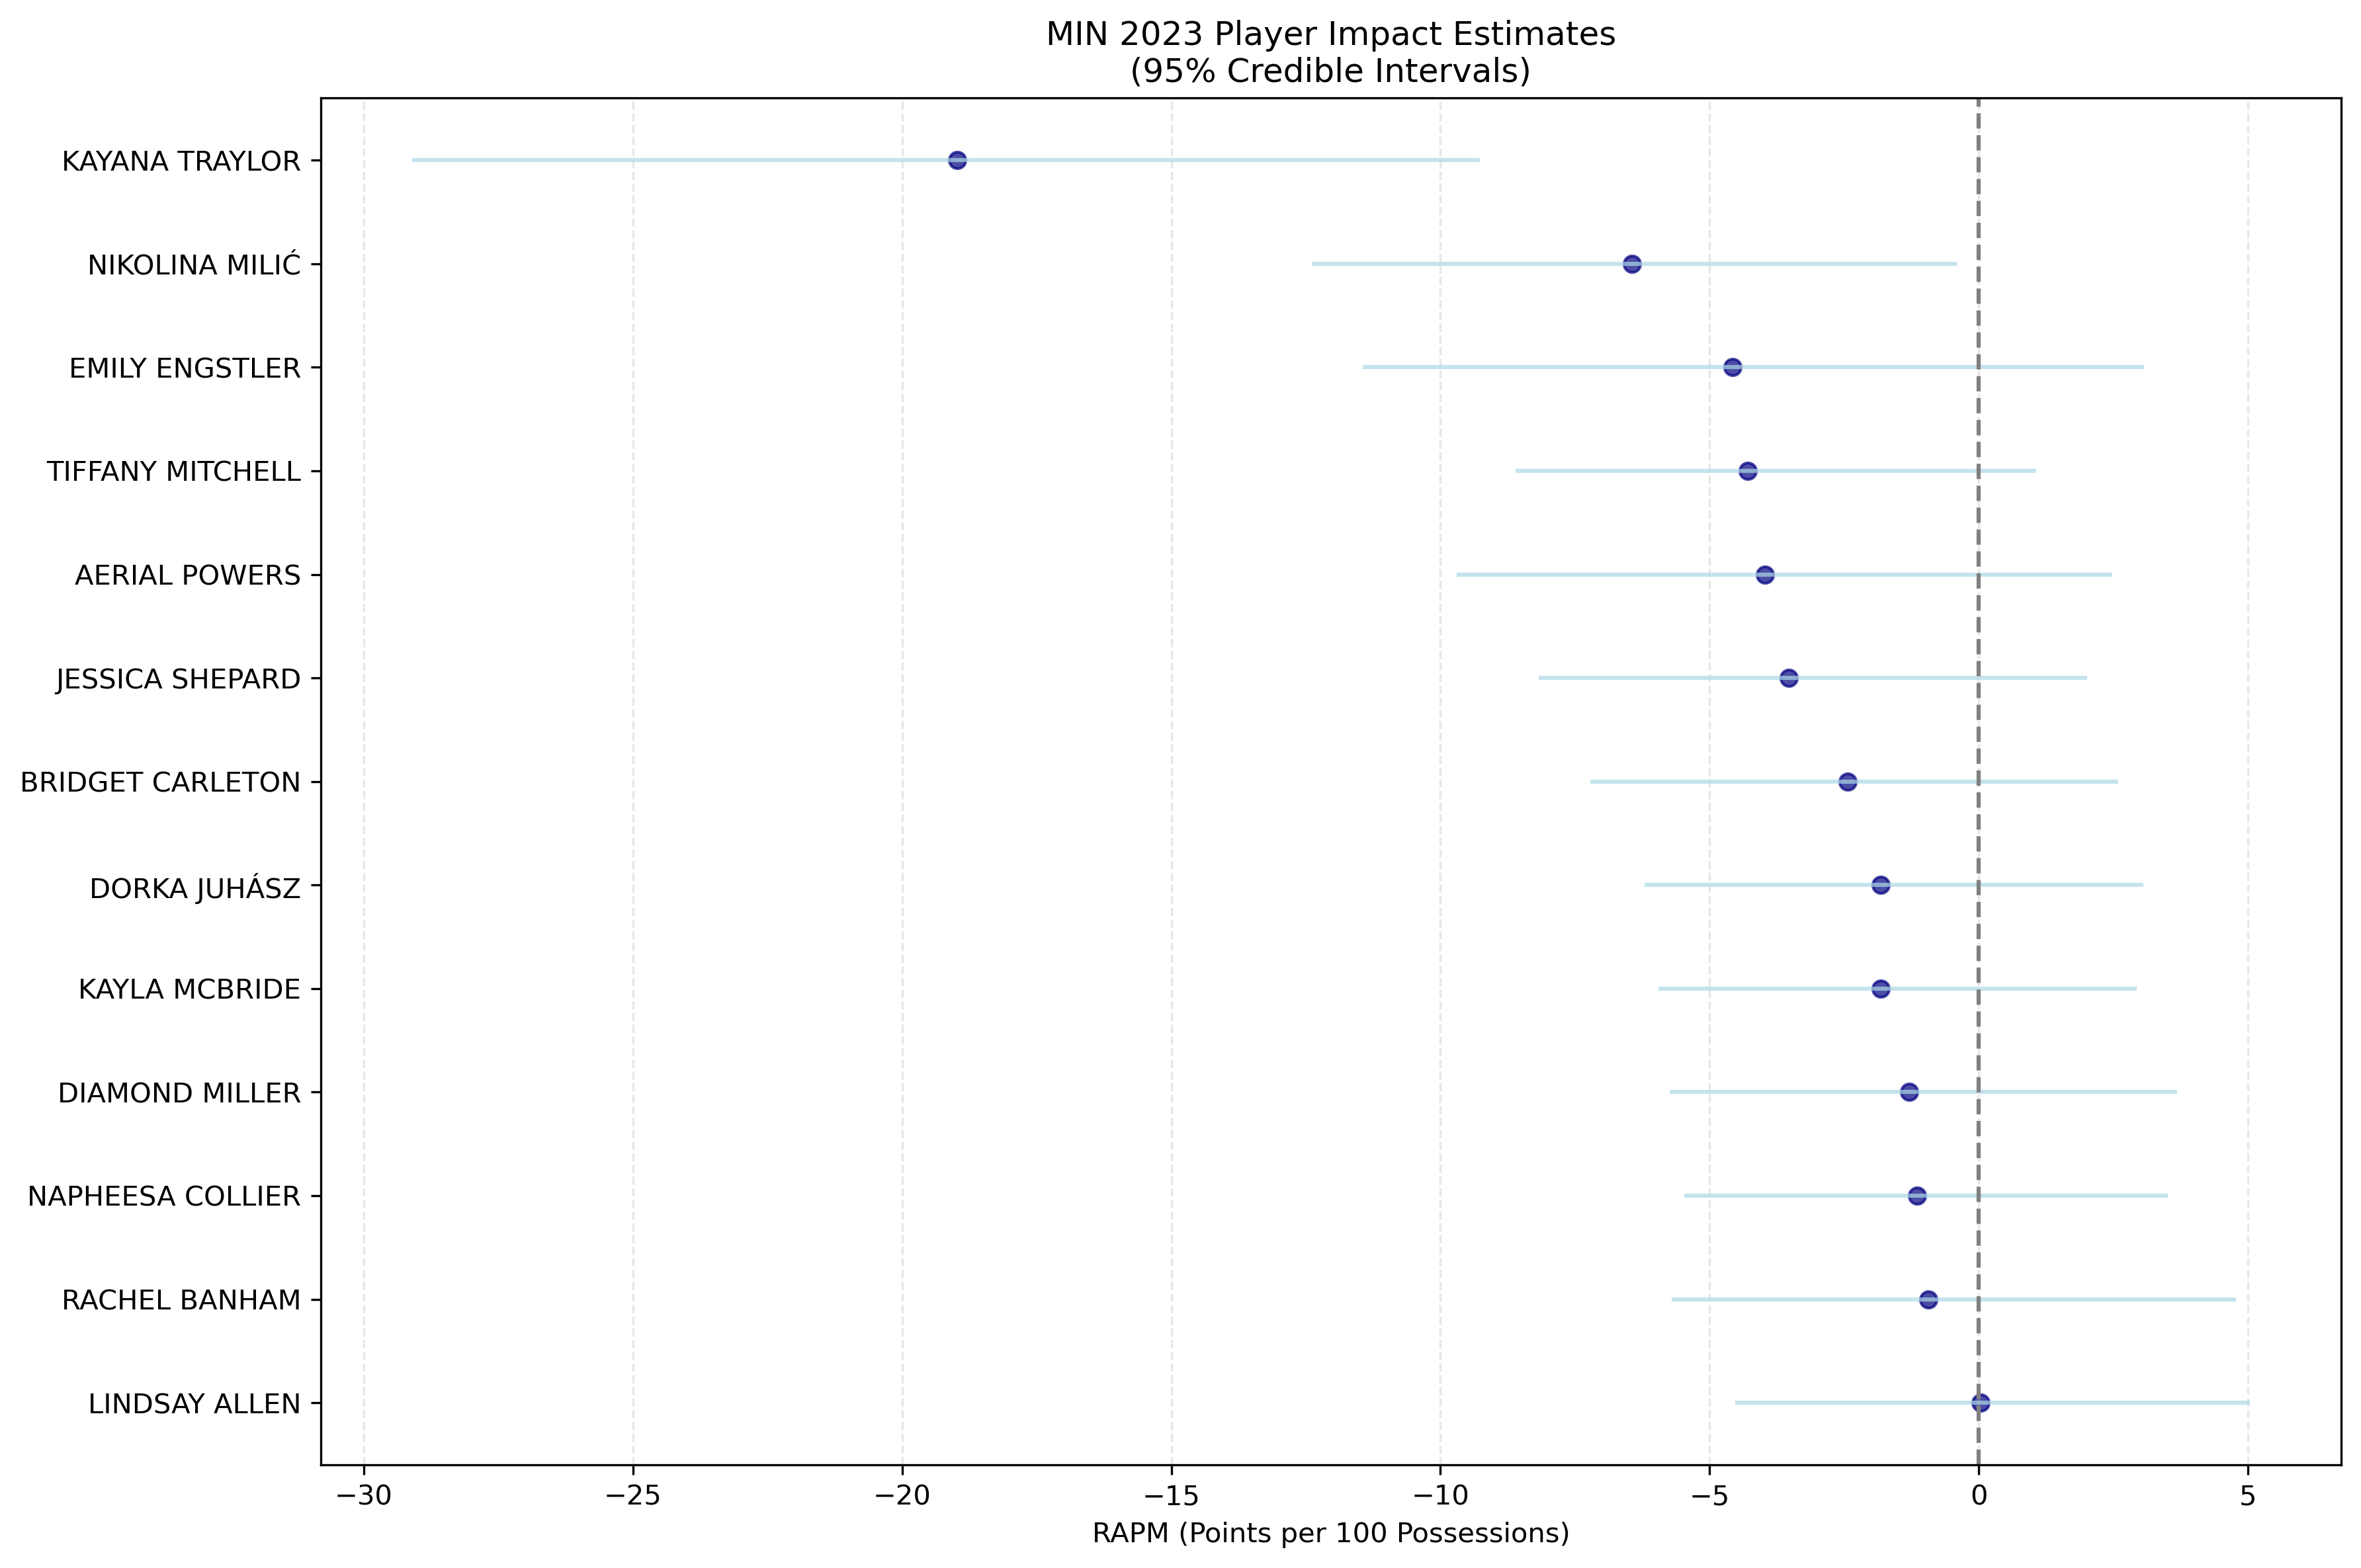 MIN 2023 Player Impact Estimates
(95% Credible Intervals)
KAYANA TRAYLOR
NIKOLINA MILIĆ
EMILY ENGSTLER
TIFFANY MITCHELL
AERIAL POWERS
JESSICA SHEPARD
BRIDGET CARLETON
DORKA JUHÁSZ
KAYLA MCBRIDE
DIAMOND MILLER
NAPHEESA COLLIER
RACHEL BANHAM
LINDSAY ALLEN
−30 −25 −20 −15 −10 −5 0 5
RAPM (Points per 100 Possessions)